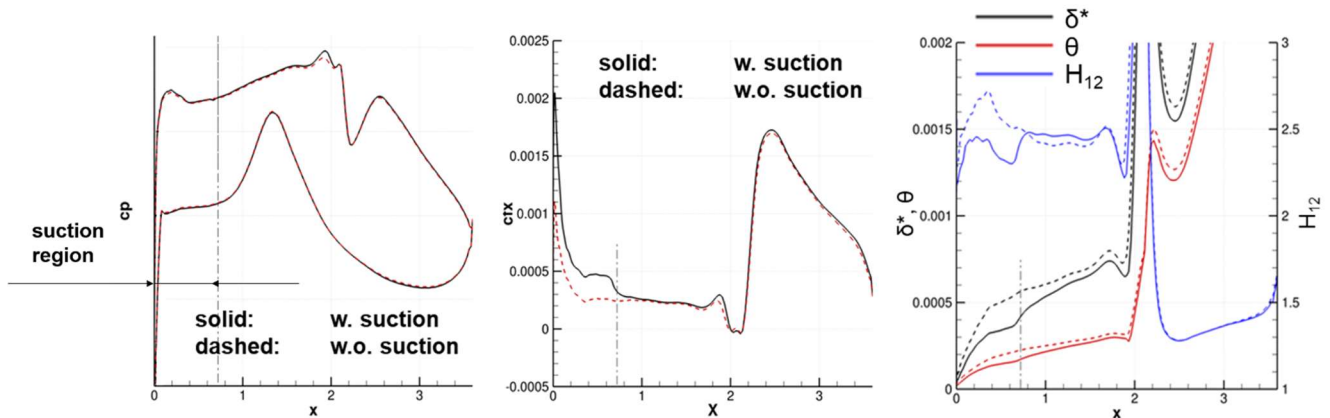 cp
suction
region
solid: w. suction
dashed: w.o. suction
0 1 2 3
x
0.0025
0.002
0.0015
0.001
0.0005
0
-0.0005
cfx
solid: w. suction
dashed: w.o. suction
0 1 2 3
X
δ*
θ
H12
0.002
0.0015
0.001
0.0005
0
δ*, θ
3
2.5
2
1.5
1
H12
0 1 2 3
x